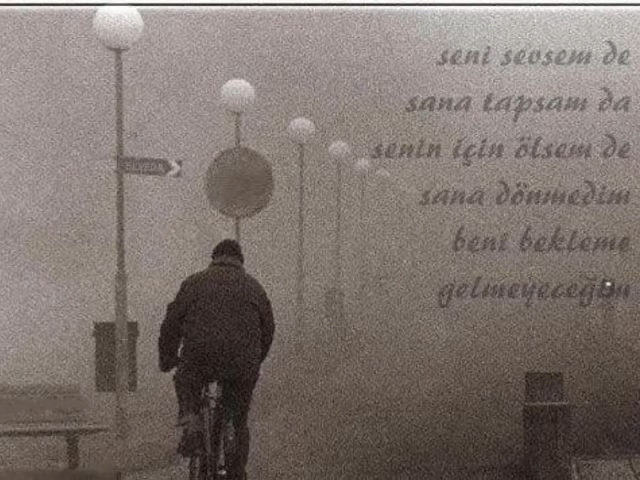 seni sevsem de
sana tapsam da
senin için ölsem de
sana dönmedim
beni bekleme
gelmeyeceğim